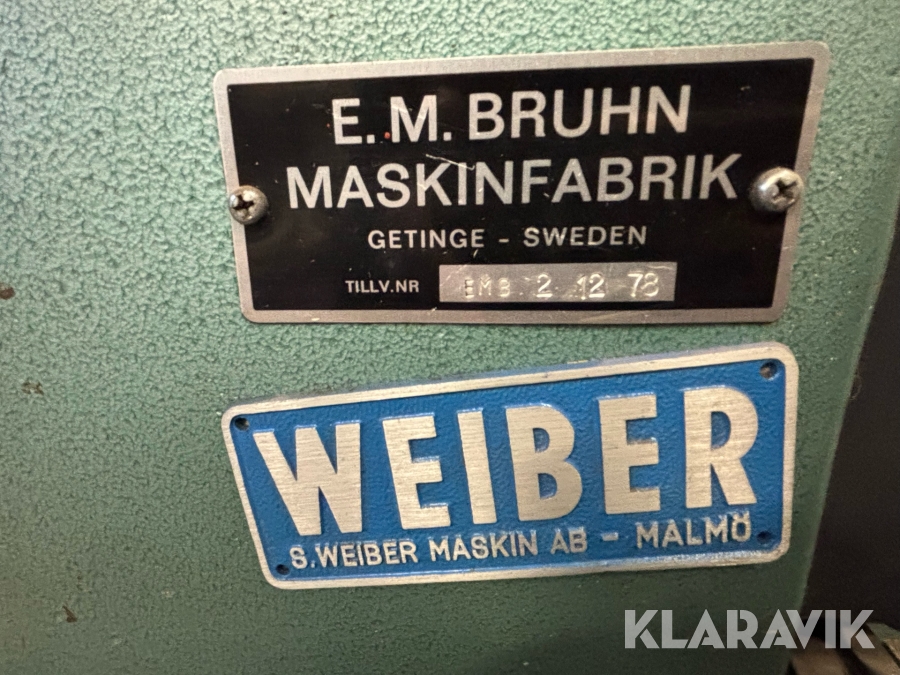 E.M. BRUHN
MASKINFABRIK
GETINGE - SWEDEN
TILLV.NR EMB 2 12 78
WEIBER
S.WEIBER MASKIN AB - MALMÖ
KLARAVIK